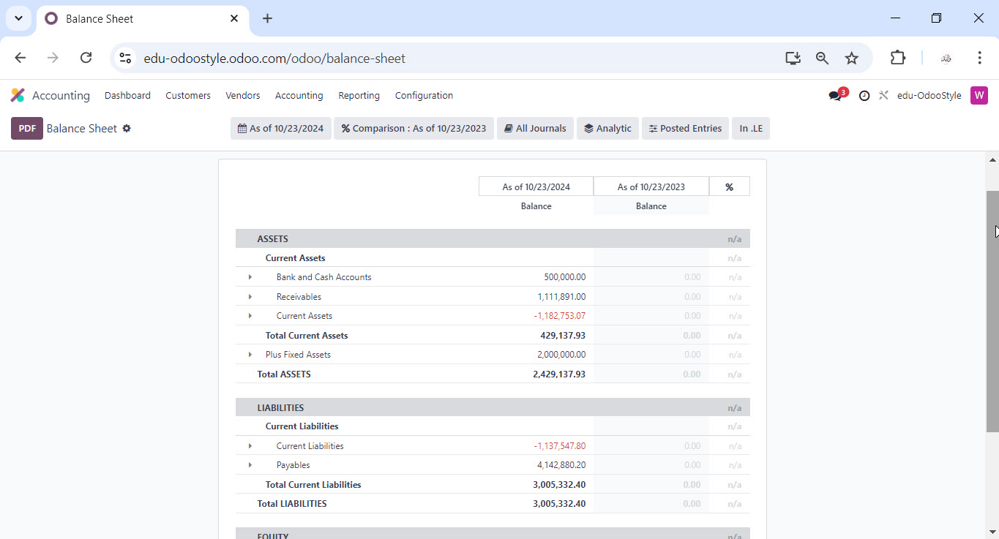 Balance Sheet
edu-odoostyle.odoo.com/odoo/balance-sheet
Accounting Dashboard Customers Vendors Accounting Reporting Configuration 3 edu-OdooStyle W
PDF Balance Sheet As of 10/23/2024 % Comparison : As of 10/23/2023 All Journals Analytic Posted Entries In .LE
As of 10/23/2024 As of 10/23/2023 %
Balance Balance
ASSETS n/a
Current Assets n/a
Bank and Cash Accounts 500,000.00 0.00 n/a
Receivables 1,111,891.00 0.00 n/a
Current Assets -1,182,753.07 0.00 n/a
Total Current Assets 429,137.93 0.00 n/a
Plus Fixed Assets 2,000,000.00 0.00 n/a
Total ASSETS 2,429,137.93 0.00 n/a
LIABILITIES n/a
Current Liabilities n/a
Current Liabilities -1,137,547.80 0.00 n/a
Payables 4,142,880.20 0.00 n/a
Total Current Liabilities 3,005,332.40 0.00 n/a
Total LIABILITIES 3,005,332.40 0.00 n/a
EQUITY n/a